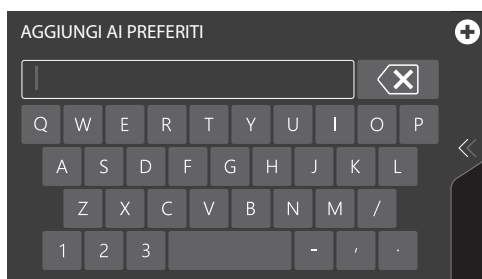 AGGIUNGI AI PREFERITI
Q W E R T Y U I O P
A S D F G H J K L
Z X C V B N M /
1 2 3 - ' .